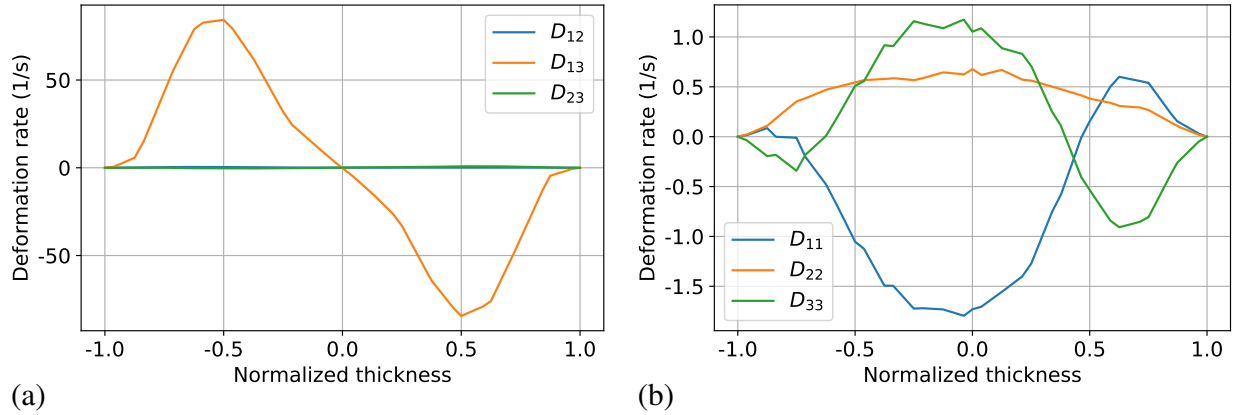 D12
D13
D23
Deformation rate (1/s)
50
0
-50
-1.0
-0.5
0.0
0.5
1.0
Normalized thickness
(a)
D11
D22
D33
Deformation rate (1/s)
1.0
0.5
0.0
-0.5
-1.0
-1.5
-1.0
-0.5
0.0
0.5
1.0
Normalized thickness
(b)